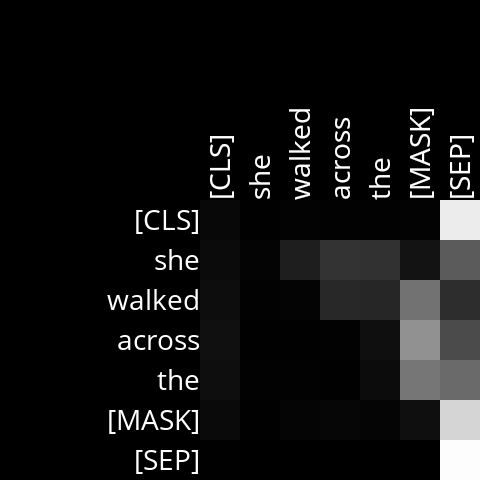 [CLS]
she
walked
across
the
[MASK]
[SEP]
[CLS]
she
walked
across
the
[MASK]
[SEP]